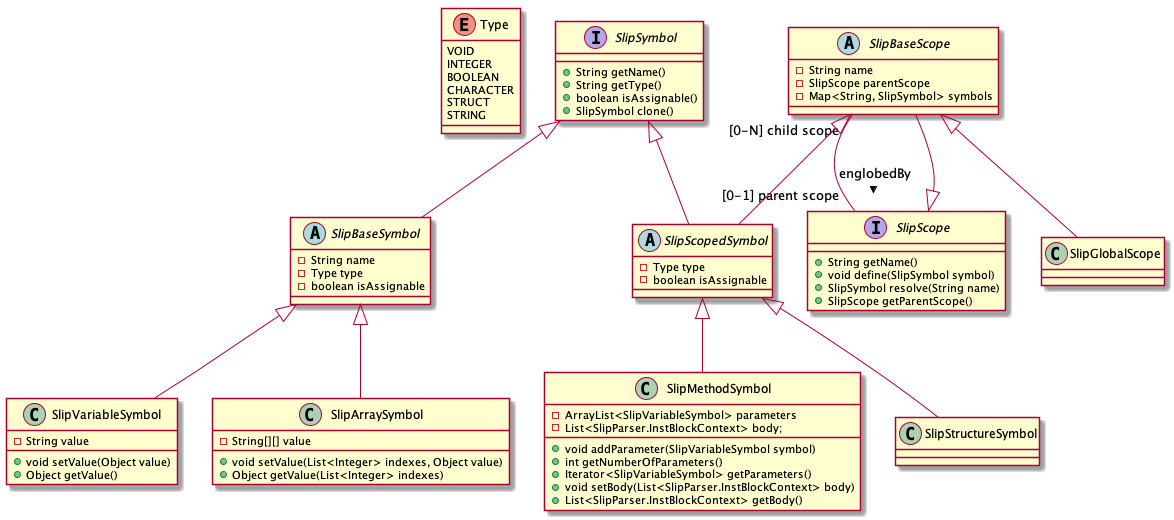 E Type
VOID
INTEGER
BOOLEAN
CHARACTER
STRUCT
STRING
I SlipSymbol
String getName()
String getType()
boolean isAssignable()
SlipSymbol clone()
A SlipBaseScope
String name
SlipScope parentScope
Map<String, SlipSymbol> symbols
[0-N] child scope
englobedBy
[0-1] parent scope
A SlipBaseSymbol
String name
Type type
boolean isAssignable
A SlipScopedSymbol
Type type
boolean isAssignable
I SlipScope
String getName()
void define(SlipSymbol symbol)
SlipSymbol resolve(String name)
SlipScope getParentScope()
C SlipGlobalScope
C SlipVariableSymbol
String value
void setValue(Object value)
Object getValue()
C SlipArraySymbol
String[][] value
void setValue(List<Integer> indexes, Object value)
Object getValue(List<Integer> indexes)
C SlipMethodSymbol
ArrayList<SlipVariableSymbol> parameters
List<SlipParser.InstBlockContext> body;
void addParameter(SlipVariableSymbol symbol)
int getNumberOfParameters()
Iterator<SlipVariableSymbol> getParameters()
void setBody(List<SlipParser.InstBlockContext> body)
List<SlipParser.InstBlockContext> getBody()
C SlipStructureSymbol